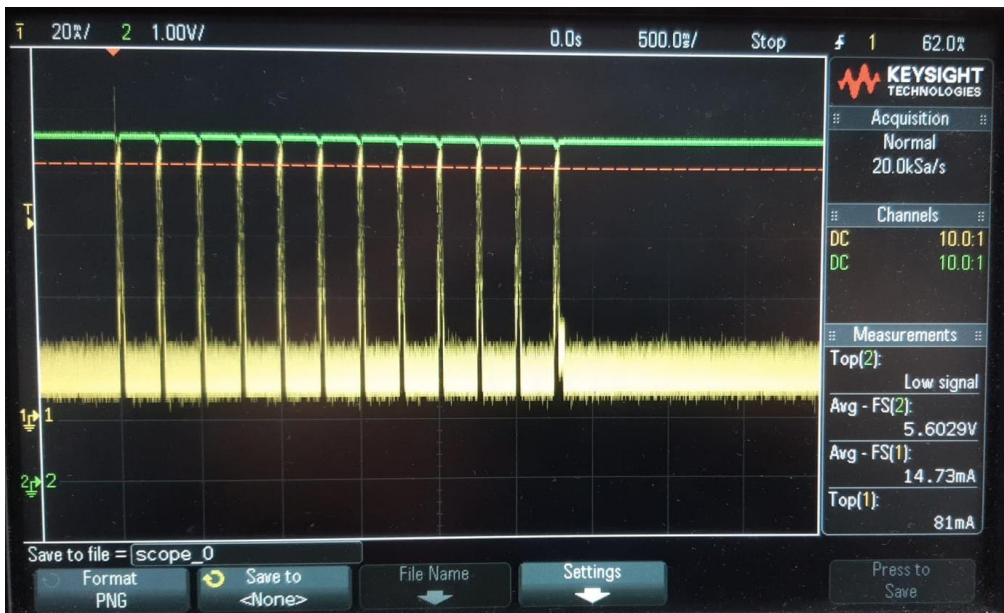 1 20㎷/ 2 1.00V/ 0.0s 500.0㎳/ Stop 1 62.0%
KEYSIGHT
TECHNOLOGIES
Acquisition
Normal
20.0kSa/s
T
Channels
DC 10.0:1
DC 10.0:1
Measurements
Top(2):
Low signal
Avg - FS(2):
5.6029V
1 1
Avg - FS(1):
14.73mA
2 2
Top(1):
81mA
Save to file = scope_0
Format
PNG
Save to
<None>
File Name
Settings
Press to
Save